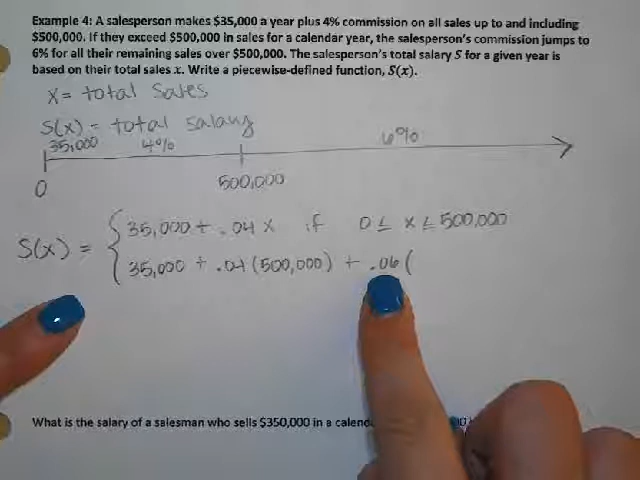 Example 4: A salesperson makes $35,000 a year plus 4% commission on all sales up to and including
$500,000. If they exceed $500,000 in sales for a calendar year, the salesperson's commission jumps to
6% for all their remaining sales over $500,000. The salesperson's total salary S for a given year is
based on their total sales x. Write a piecewise-defined function, S(x).
x = total sales
S(x) = total salary
35,000 4% 6%
0 500,000
S(x) = { 35,000 + .04x if 0 ≤ x ≤ 500,000
35,000 + .04(500,000) + .06(
What is the salary of a salesman who sells $350,000 in a